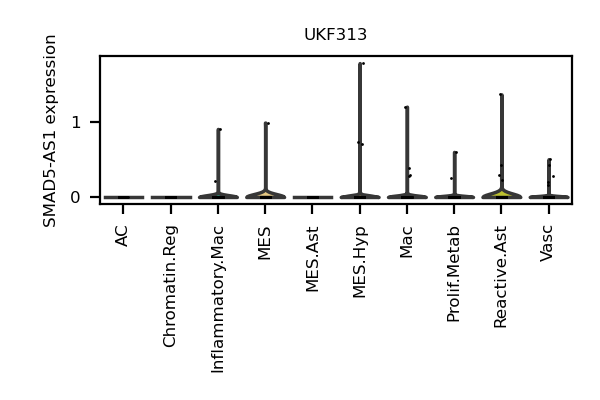 UKF313
SMAD5-AS1 expression
1
0
AC
Chromatin.Reg
Inflammatory.Mac
MES
MES.Ast
MES.Hyp
Mac
Prolif.Metab
Reactive.Ast
Vasc